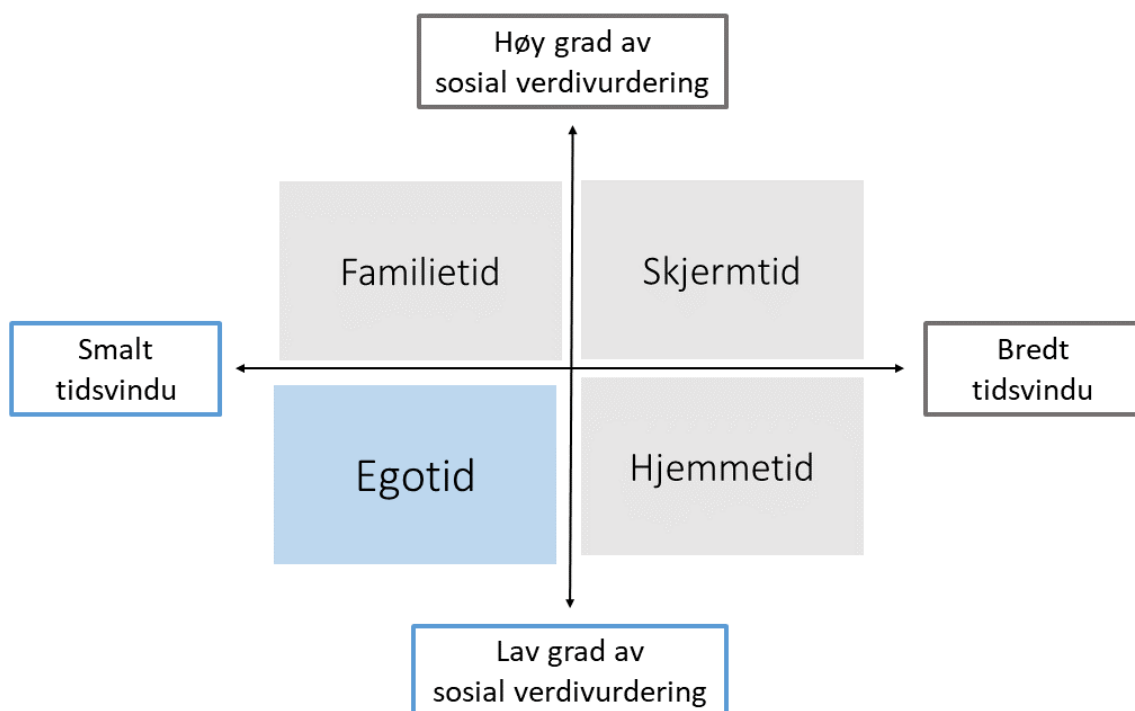 Høy grad av
sosial verdivurdering
Familietid
Skjermtid
Smalt
tidsvindu
Bredt
tidsvindu
Egotid
Hjemmetid
Lav grad av
sosial verdivurdering